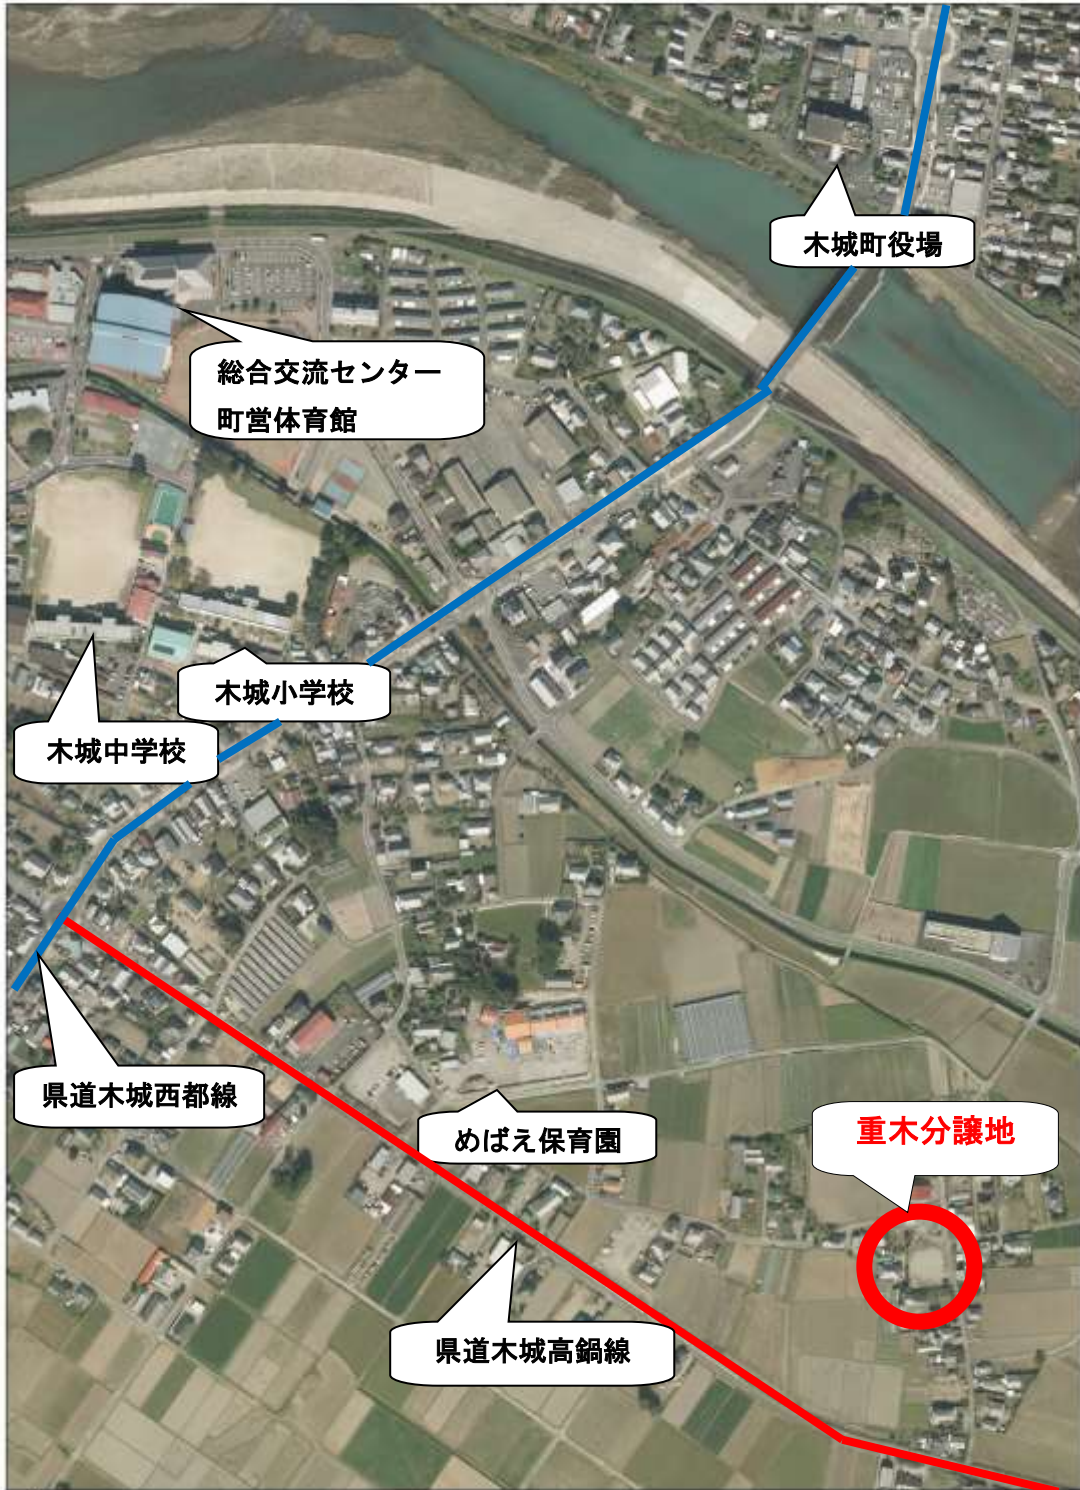 木城町役場
総合交流センター
町営体育館
木城小学校
木城中学校
県道木城西都線
めばえ保育園
重木分譲地
県道木城高鍋線